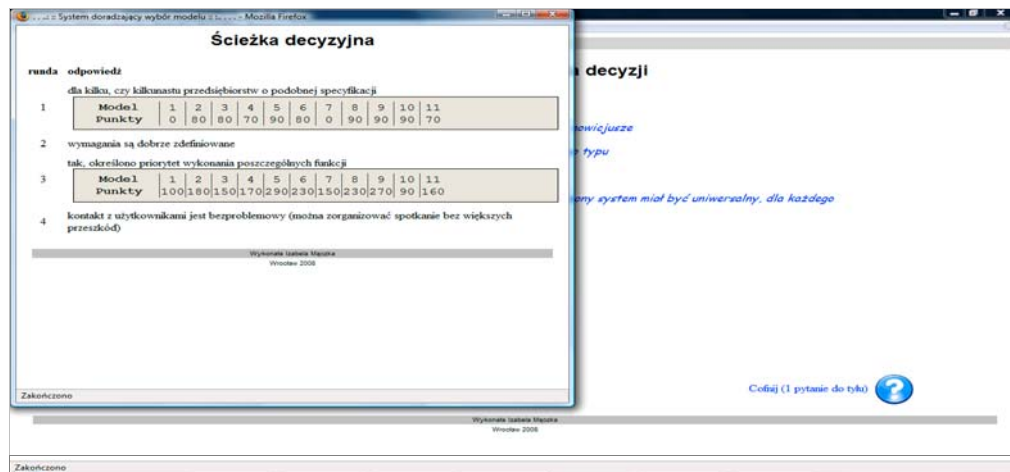 System doradzający wybór modelu - Mozilla Firefox
Ścieżka decyzyjna
runda odpowiedź
dla kilku, czy kilkunastu przedsiębiorstw o podobnej specyfikacji
1
Model 1 2 3 4 5 6 7 8 9 10 11
Punkty 0 80 80 70 90 80 0 90 90 90 70
2 wymagania są dobrze zdefiniowane
tak, określono priorytet wykonania poszczególnych funkcji
3
Model 1 2 3 4 5 6 7 8 9 10 11
Punkty 100 180 150 170 290 230 150 230 270 90 160
4 kontakt z użytkownikami jest bezproblemowy (można zorganizować spotkanie bez większych
przeszkód)
Wykonała Izabela
Wrocław 2008
Zakończono
decyzji
nowicjusze
typu
ony system miał być uniwersalny, dla każdego
Cofnij (1 pytanie do tyłu)
?
Wykonała Izabela
Wrocław 2008
Zakończono